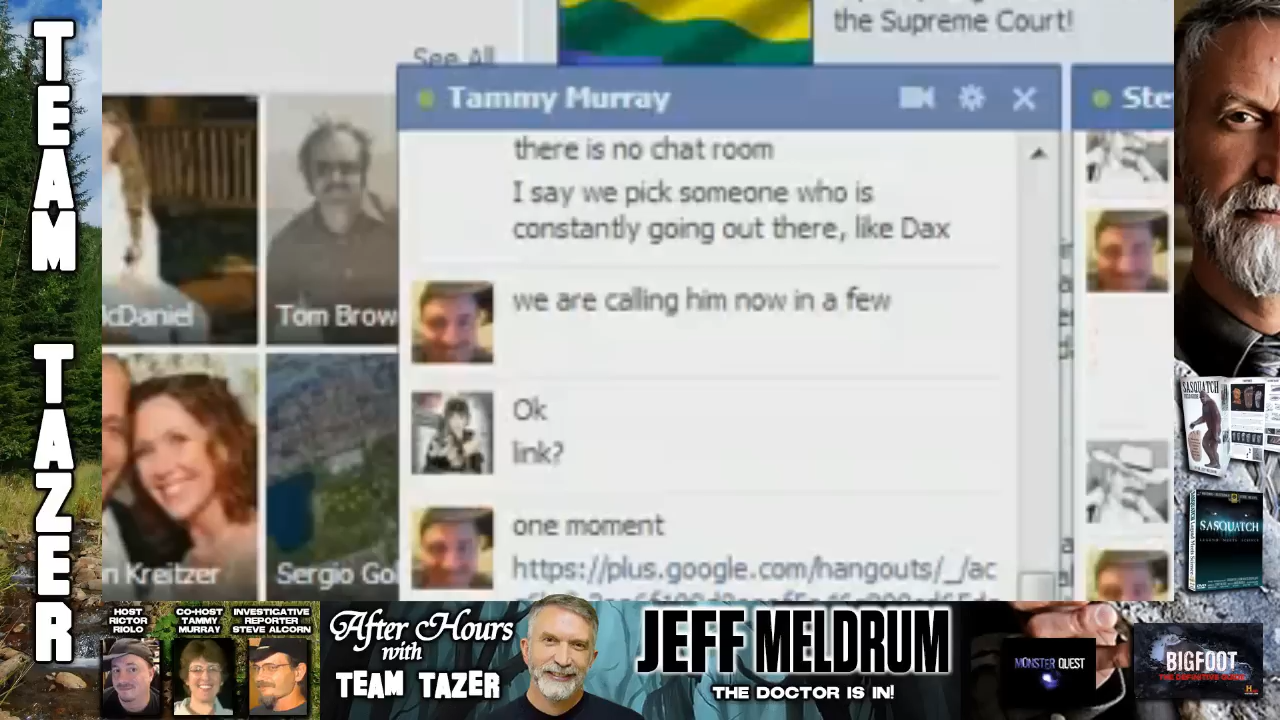 TEAM TAZER
the Supreme Court!
See All
Tammy Murray
Ste
there is no chat room
I say we pick someone who is
constantly going out there, like Dax
we are calling him now in a few
Ok
link?
one moment
https://plus.google.com/hangouts/_/ac
cDaniel
Tom Brow
n Kreitzer
Sergio Gol
SASQUATCH
SASQUATCH
HOST
RICTOR
RIOLO
CO-HOST
TAMMY
MURRAY
INVESTIGATIVE
REPORTER
STEVE ALCORN
After Hours
with
TEAM TAZER
JEFF MELDRUM
THE DOCTOR IS IN!
MONSTER QUEST
BIGFOOT
THE DEFINITIVE GUIDE